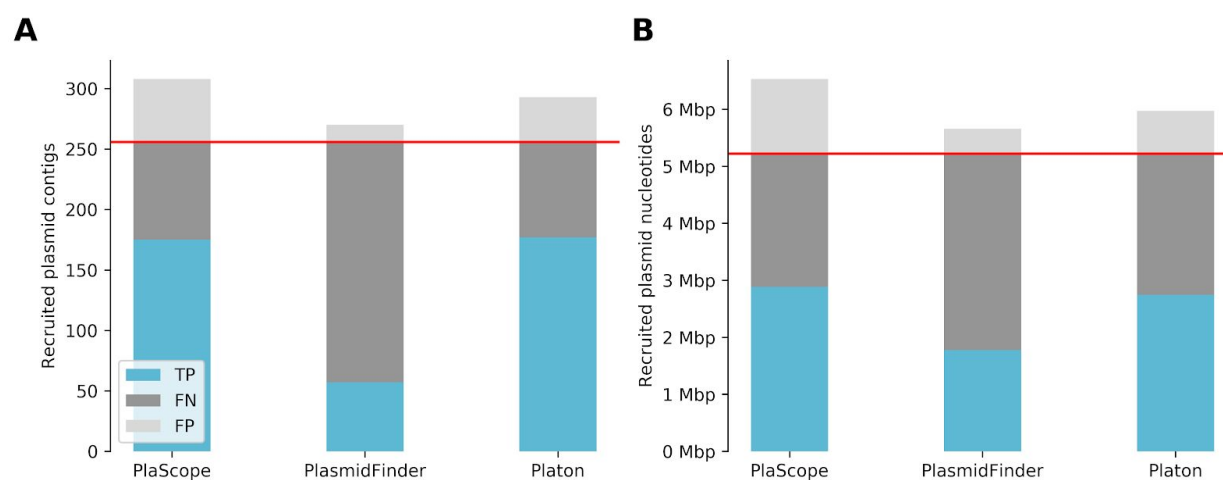 A
Recruited plasmid contigs
300
250
200
150
100
50
0
TP
FN
FP
PlaScope
PlasmidFinder
Platon
B
Recruited plasmid nucleotides
6 Mbp
5 Mbp
4 Mbp
3 Mbp
2 Mbp
1 Mbp
0 Mbp
PlaScope
PlasmidFinder
Platon